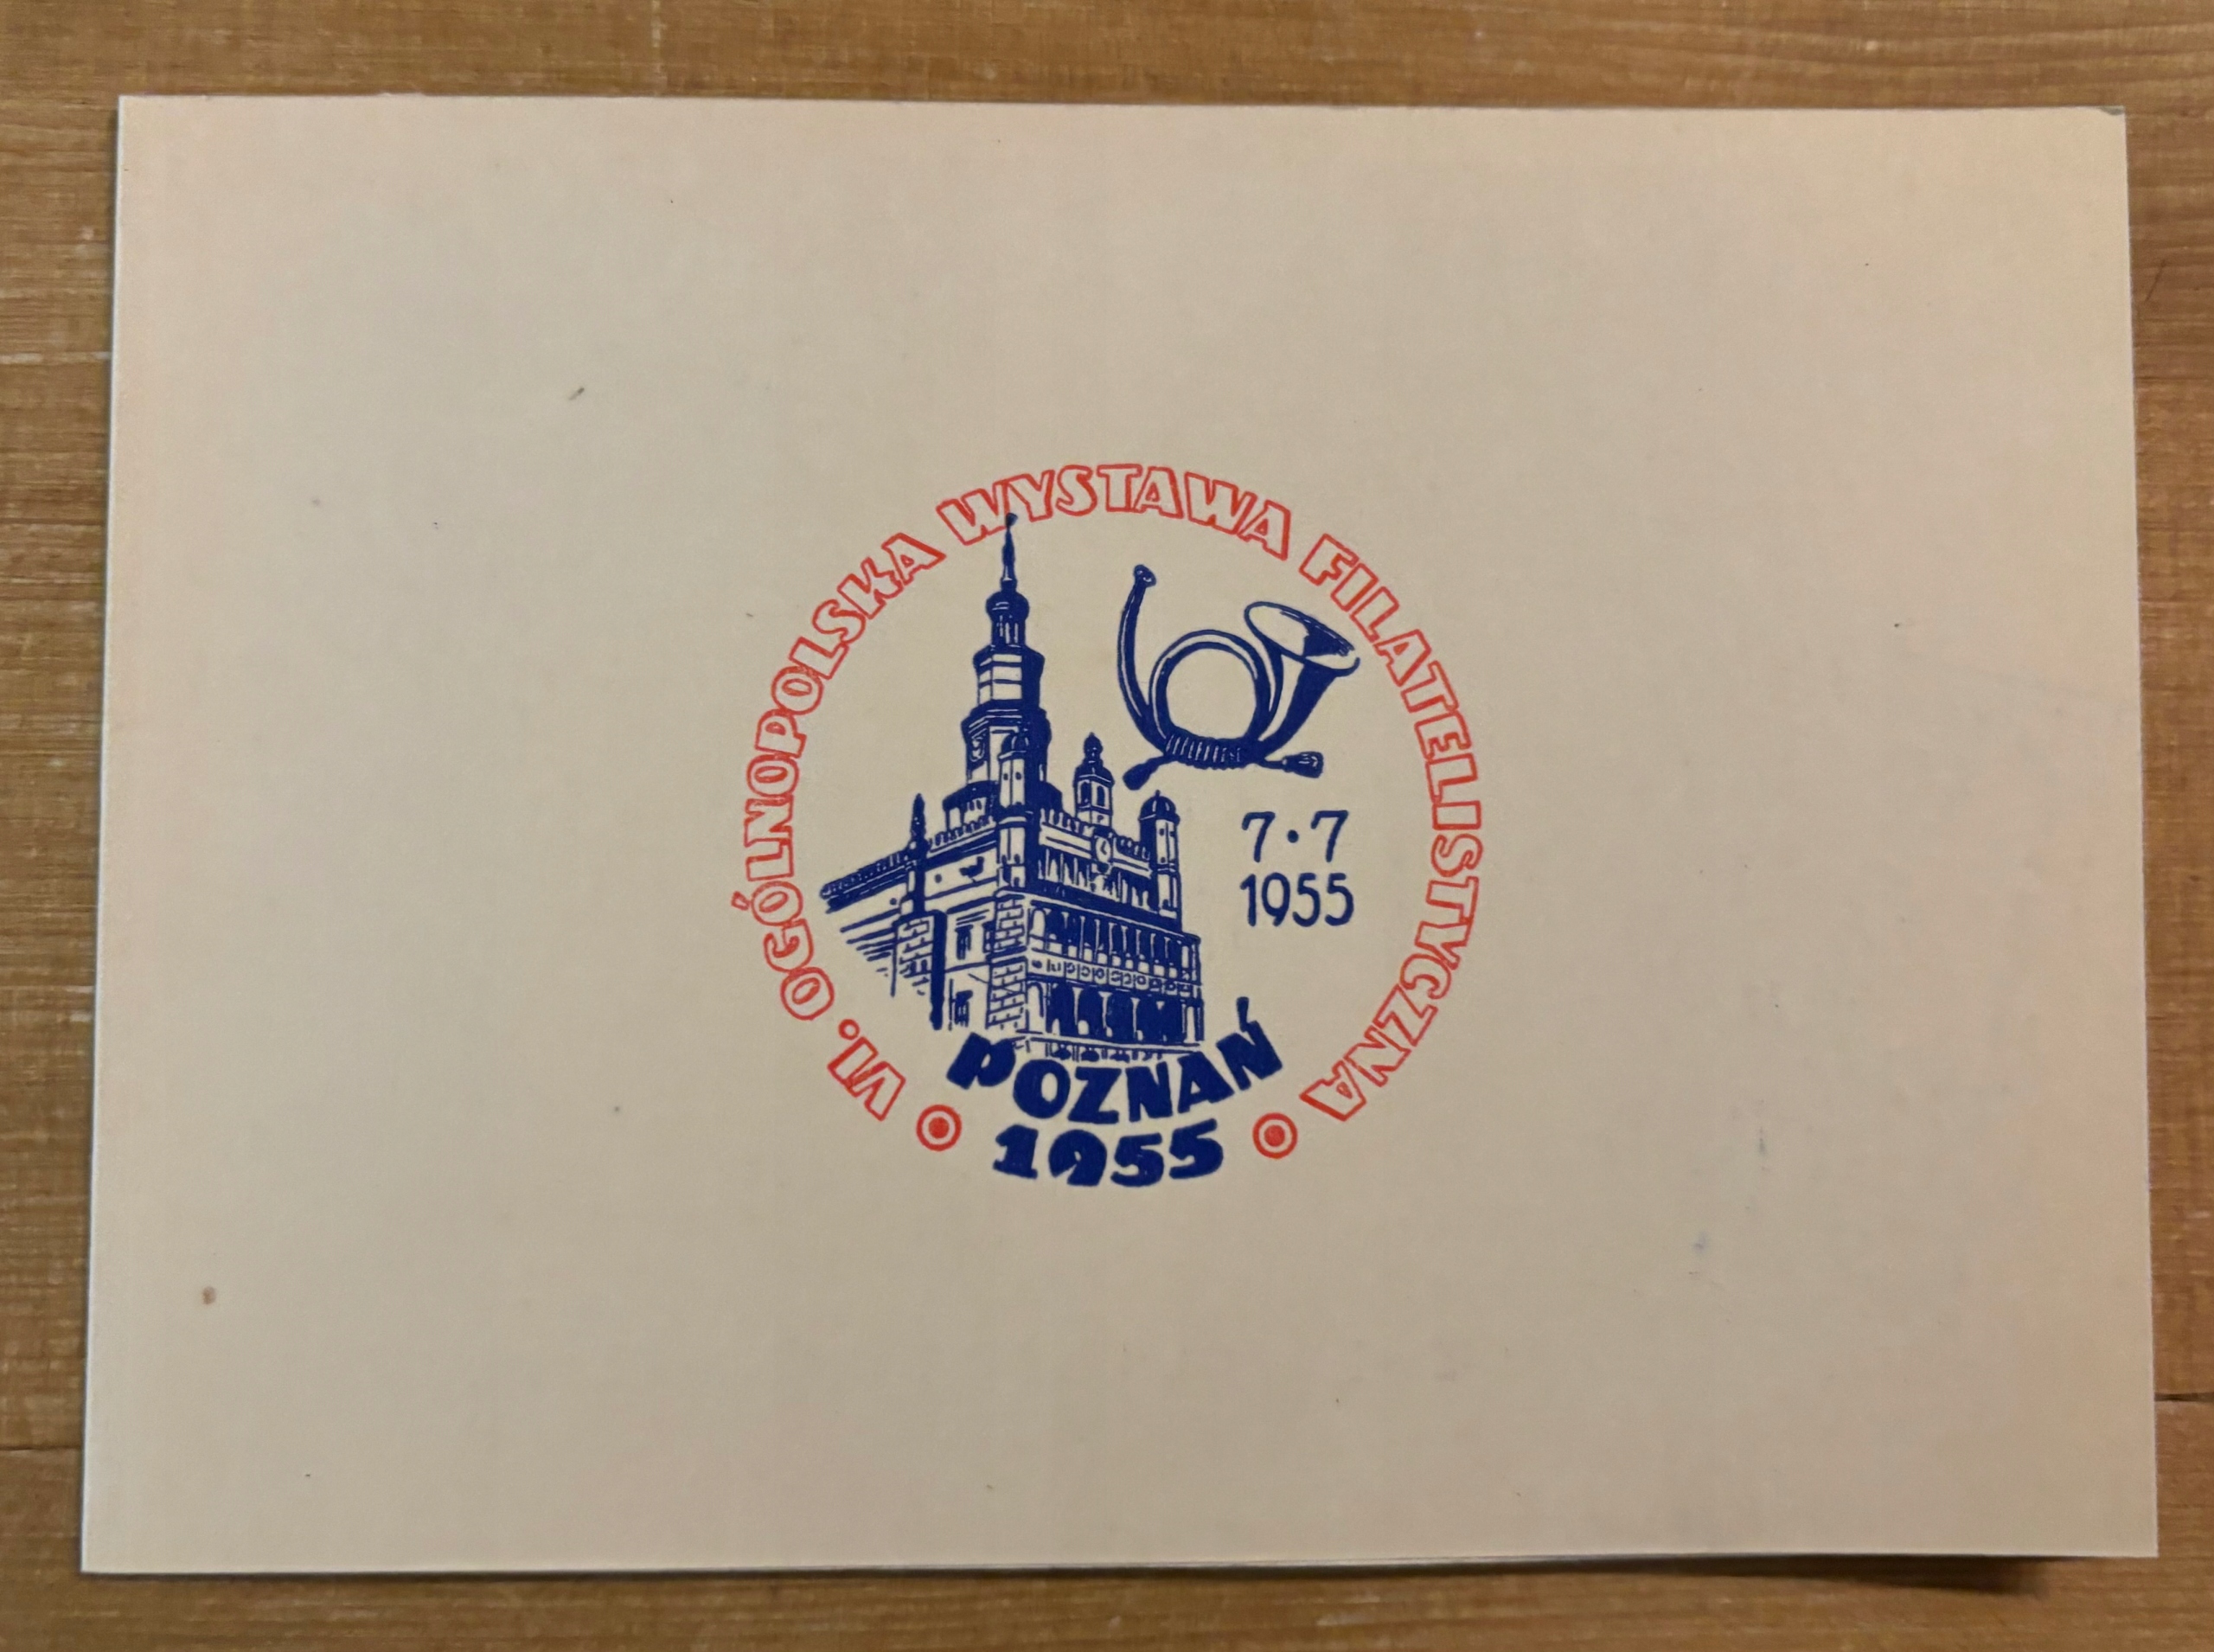 VI. OGÓLNOPOLSKA WYSTAWA FILATELISTYCZNA
7·7
1955
POZNAŃ
1955